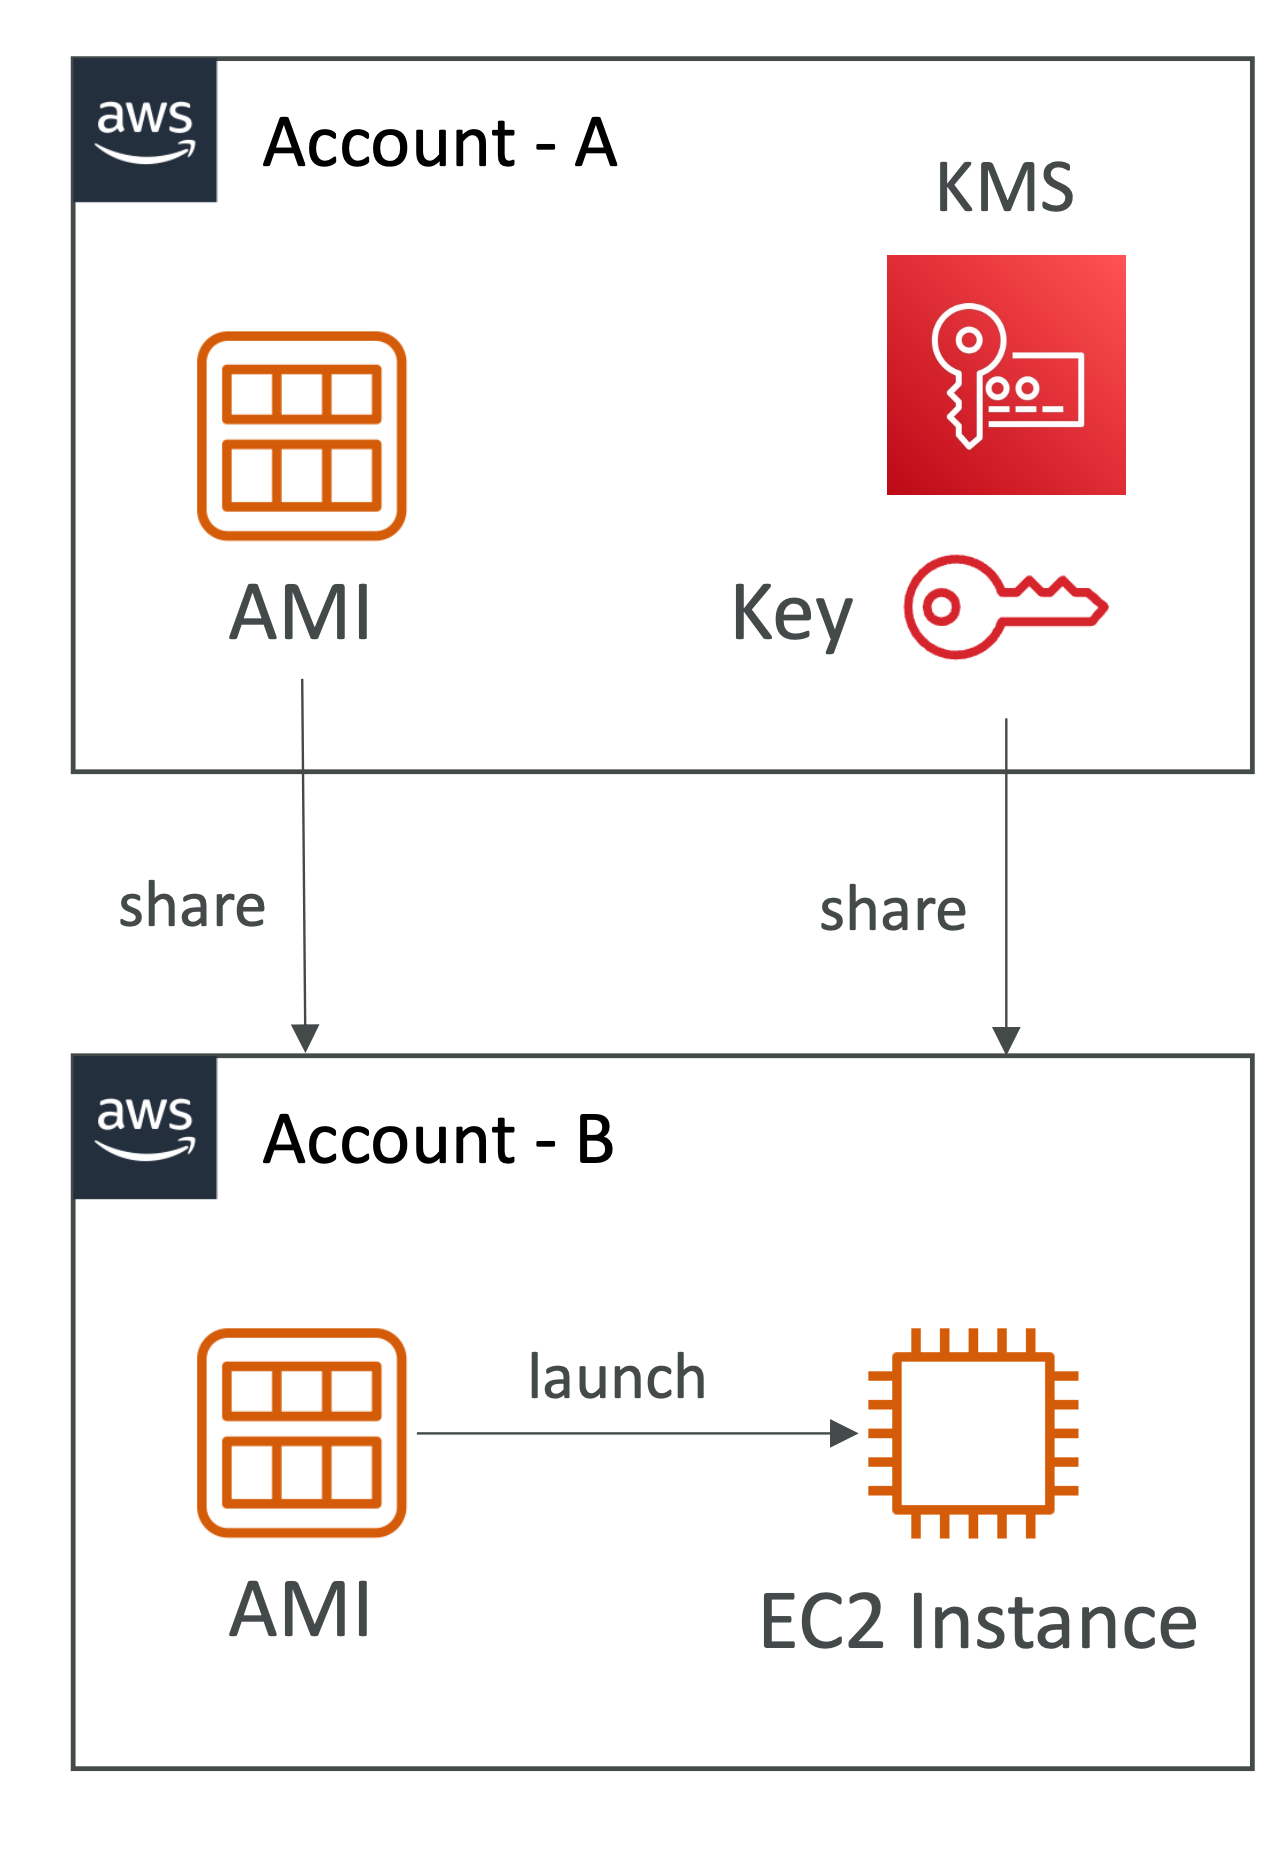 aws
Account - A
KMS
AMI
Key
share
share
aws
Account - B
launch
AMI
EC2 Instance